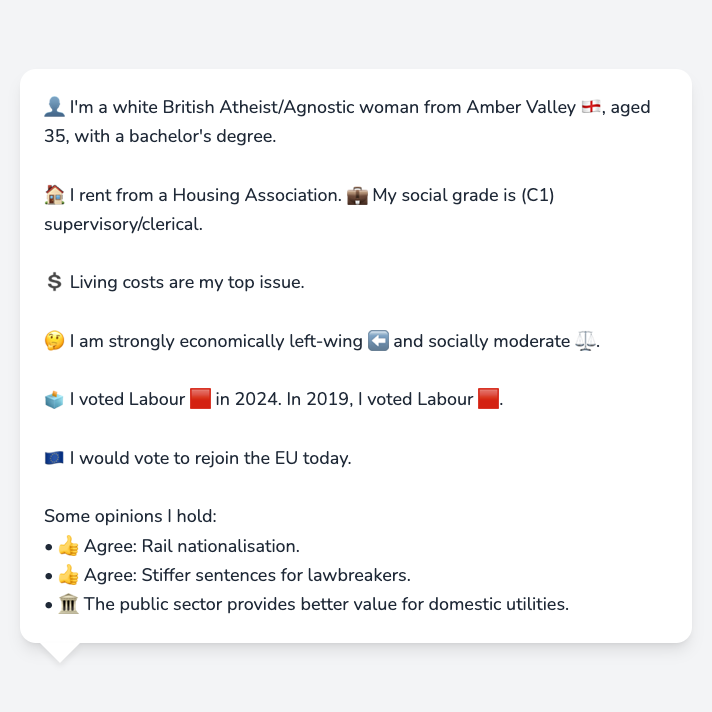 👤 I'm a white British Atheist/Agnostic woman from Amber Valley 🏴󠁧󠁢󠁥󠁮󠁧󠁿, aged
35, with a bachelor's degree.
🏠 I rent from a Housing Association. 💼 My social grade is (C1)
supervisory/clerical.
💲 Living costs are my top issue.
🤔 I am strongly economically left-wing ⬅️ and socially moderate ⚖️.
🗳️ I voted Labour 🟥 in 2024. In 2019, I voted Labour 🟥.
🇪🇺 I would vote to rejoin the EU today.
Some opinions I hold:
• 👍 Agree: Rail nationalisation.
• 👍 Agree: Stiffer sentences for lawbreakers.
• 🏛️ The public sector provides better value for domestic utilities.